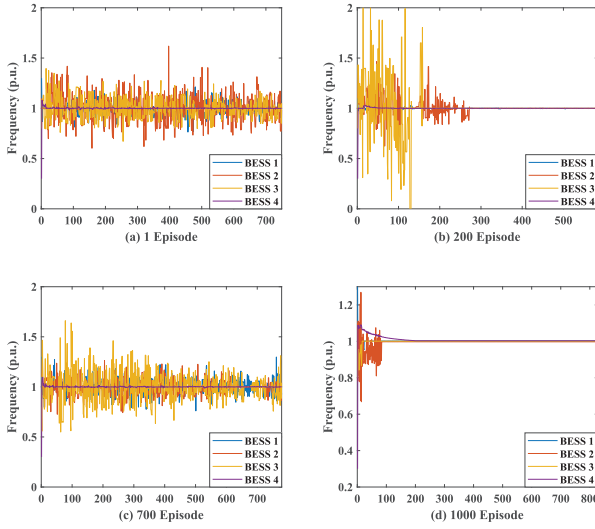 2
1.5
1
0.5
0
Frequency (p.u.)
BESS 1
BESS 2
BESS 3
BESS 4
0 100 200 300 400 500 600 700
(a) 1 Episode
2
1.5
1
0.5
0
Frequency (p.u.)
BESS 1
BESS 2
BESS 3
BESS 4
0 100 200 300 400 500
(b) 200 Episode
2
1.5
1
0.5
0
Frequency (p.u.)
BESS 1
BESS 2
BESS 3
BESS 4
0 100 200 300 400 500 600 700
(c) 700 Episode
1.2
1
0.8
0.6
0.4
0.2
Frequency (p.u.)
BESS 1
BESS 2
BESS 3
BESS 4
0 200 400 600 800
(d) 1000 Episode